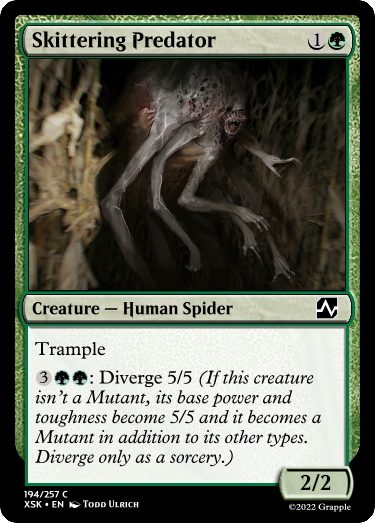 Skittering Predator 1
Creature — Human Spider
Trample
3: Diverge 5/5 (If this creature
isn't a Mutant, its base power and
toughness become 5/5 and it becomes a
Mutant in addition to its other types.
Diverge only as a sorcery.)
2/2
194/257 C
XSK • EN Todd Ulrich
©2022 Grapple